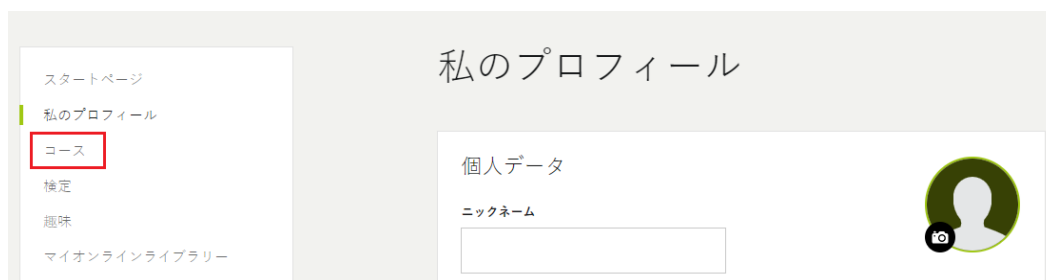 スタートページ
私のプロフィール
コース
検定
趣味
マイオンラインライブラリー
私のプロフィール
個人データ
ニックネーム